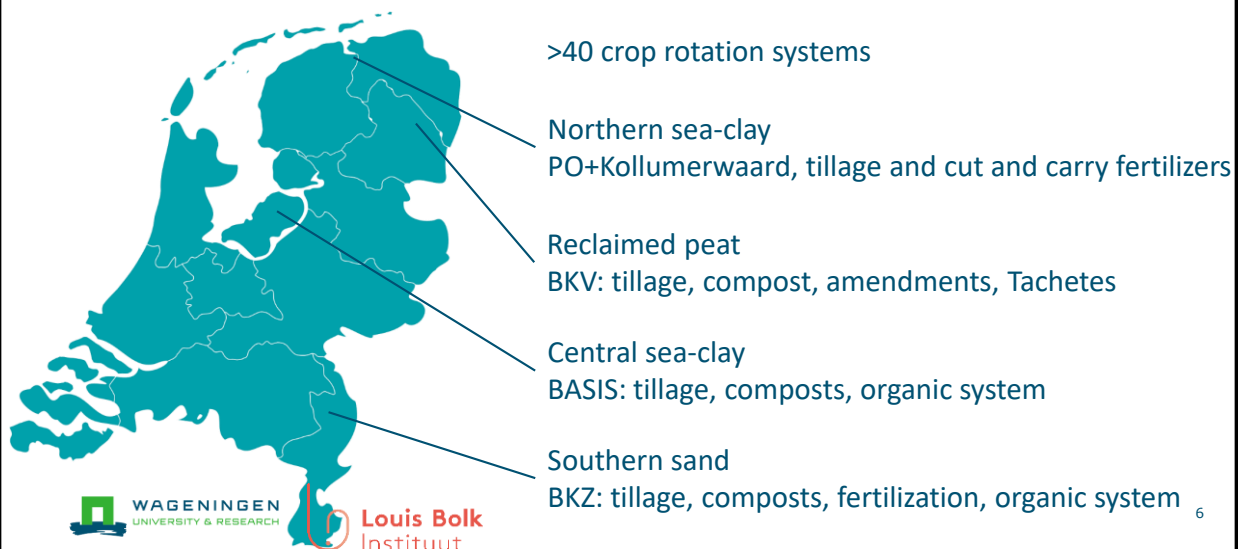 >40 crop rotation systems
Northern sea-clay
PO+Kollumerwaard, tillage and cut and carry fertilizers
Reclaimed peat
BKV: tillage, compost, amendments, Tachetes
Central sea-clay
BASIS: tillage, composts, organic system
Southern sand
BKZ: tillage, composts, fertilization, organic system
WAGENINGEN
UNIVERSITY & RESEARCH
Louis Bolk
Instituut
6